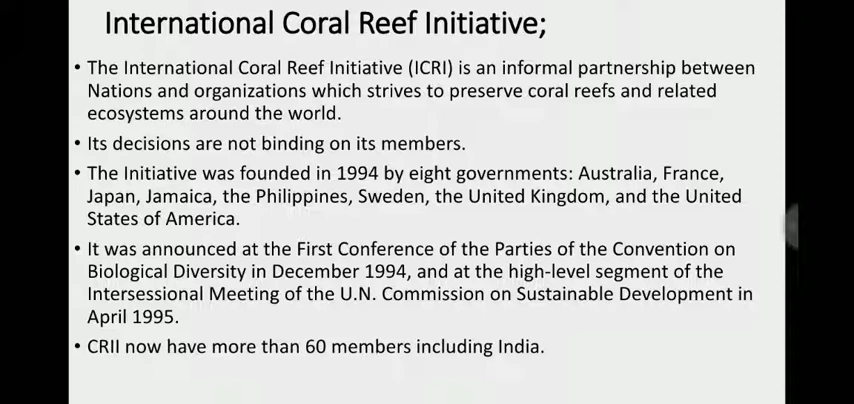 International Coral Reef Initiative;
• The International Coral Reef Initiative (ICRI) is an informal partnership between
Nations and organizations which strives to preserve coral reefs and related
ecosystems around the world.
• Its decisions are not binding on its members.
• The Initiative was founded in 1994 by eight governments: Australia, France,
Japan, Jamaica, the Philippines, Sweden, the United Kingdom, and the United
States of America.
• It was announced at the First Conference of the Parties of the Convention on
Biological Diversity in December 1994, and at the high-level segment of the
Intersessional Meeting of the U.N. Commission on Sustainable Development in
April 1995.
• CRII now have more than 60 members including India.